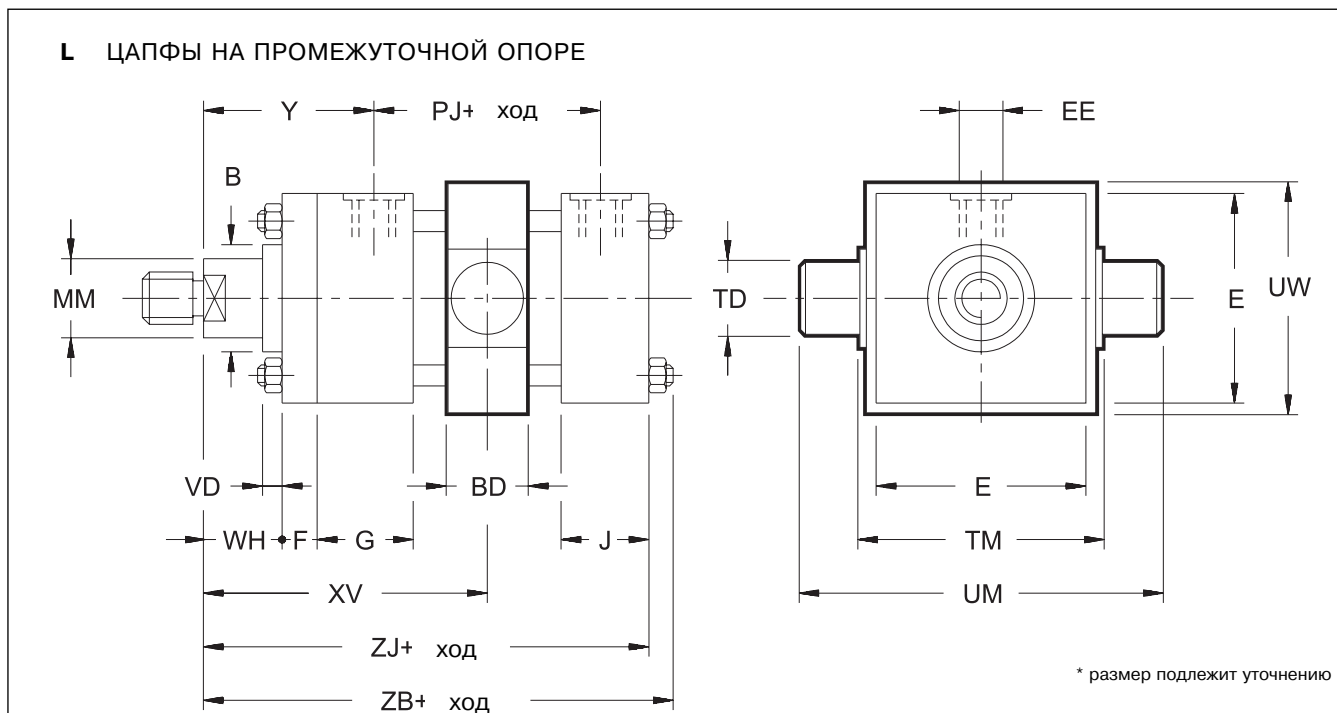 L ЦАПФЫ НА ПРОМЕЖУТОЧНОЙ ОПОРЕ
Y PJ+ ход EE
B
MM TD E UW
VD BD E
WH F G J TM
XV UM
ZJ+ ход
* размер подлежит уточнению
ZB+ ход